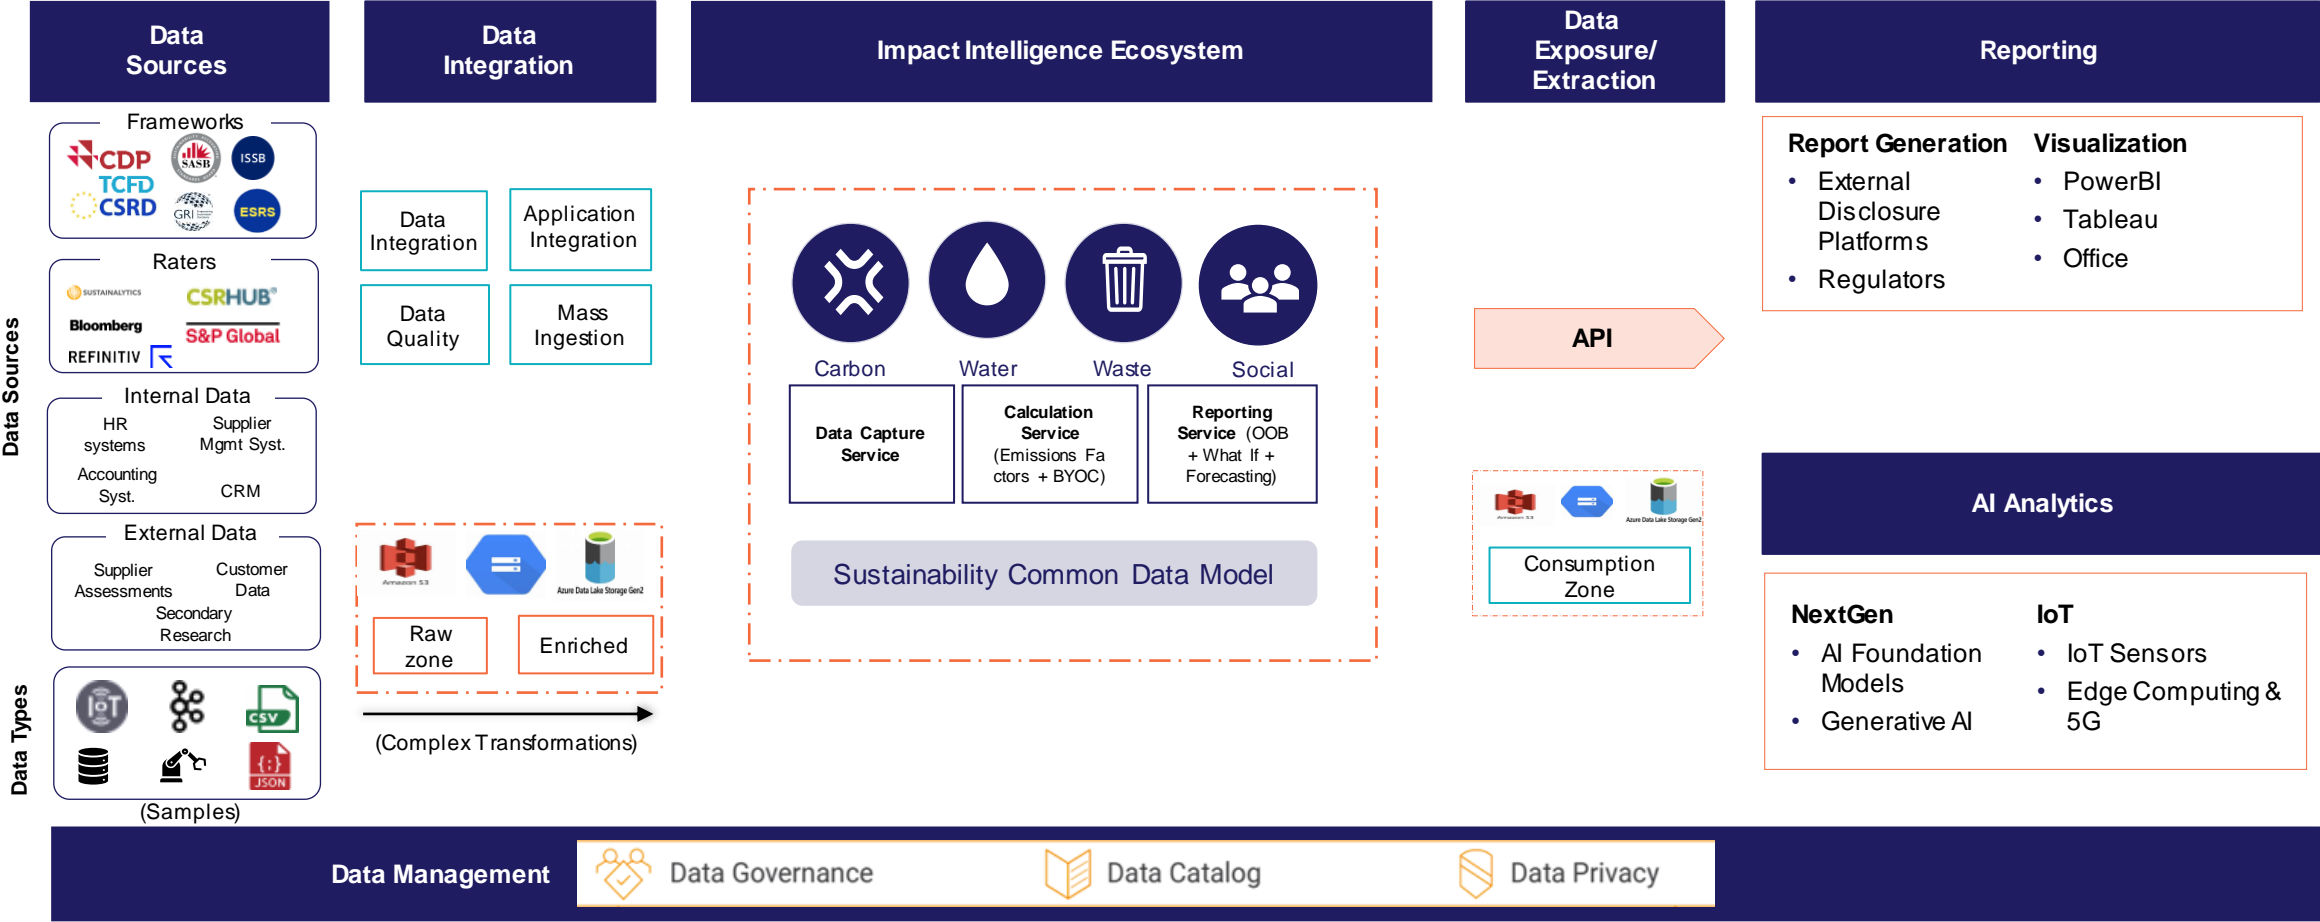 Data
Sources
Data
Integration
Impact Intelligence Ecosystem
Data
Exposure/
Extraction
Reporting
Data Sources
Frameworks
CDP
SASB
ISSB
TCFD
CSRD
GRI
ESRS
Raters
SUSTAINALYTICS
CSRHUB®
Bloomberg
S&P Global
REFINITIV
Internal Data
HR
systems
Supplier
Mgmt Syst.
Accounting
Syst.
CRM
External Data
Supplier
Assessments
Customer
Data
Secondary
Research
Data Types
IoT
CSV
{:}
JSON
(Samples)
Data
Integration
Application
Integration
Data
Quality
Mass
Ingestion
Amazon S3
Azure Data Lake Storage Gen2
Raw
zone
Enriched
(Complex Transformations)
Carbon
Water
Waste
Social
Data Capture
Service
Calculation
Service
(Emissions Fa
ctors + BYOC)
Reporting
Service (OOB
+ What If +
Forecasting)
Sustainability Common Data Model
API
Amazon S3
Azure Data Lake Storage Gen2
Consumption
Zone
Report Generation
• External
Disclosure
Platforms
• Regulators
Visualization
• PowerBI
• Tableau
• Office
AI Analytics
NextGen
• AI Foundation
Models
• Generative AI
IoT
• IoT Sensors
• Edge Computing &
5G
Data Management
Data Governance
Data Catalog
Data Privacy